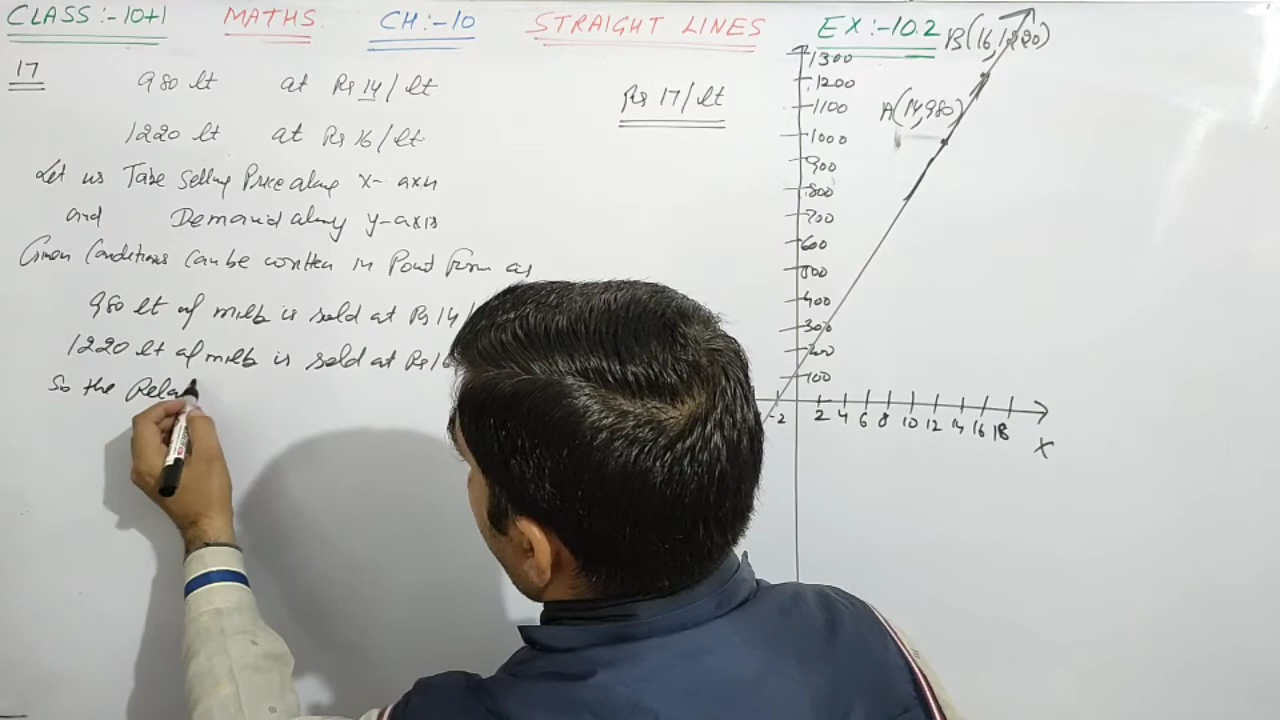 CLASS :- 10+1 MATHS. CH:-10 STRAIGHT LINES EX:-10.2
17 980 lt at Rs 14/lt
1220 lt at Rs 16/lt
Rs 17/lt
Let us Take Selling Price along x-axis
and Demand along y-axis
Given Conditions Can be written in Point form as
980 lt of milk is sold at Rs 14/
1220 lt of milk is sold at Rs 16
So the Rela
B(16,1220)
A(14,980)
1300
1200
1100
1000
900
800
700
600
500
400
300
200
100
-2 2 4 6 8 10 12 14 16 18
X